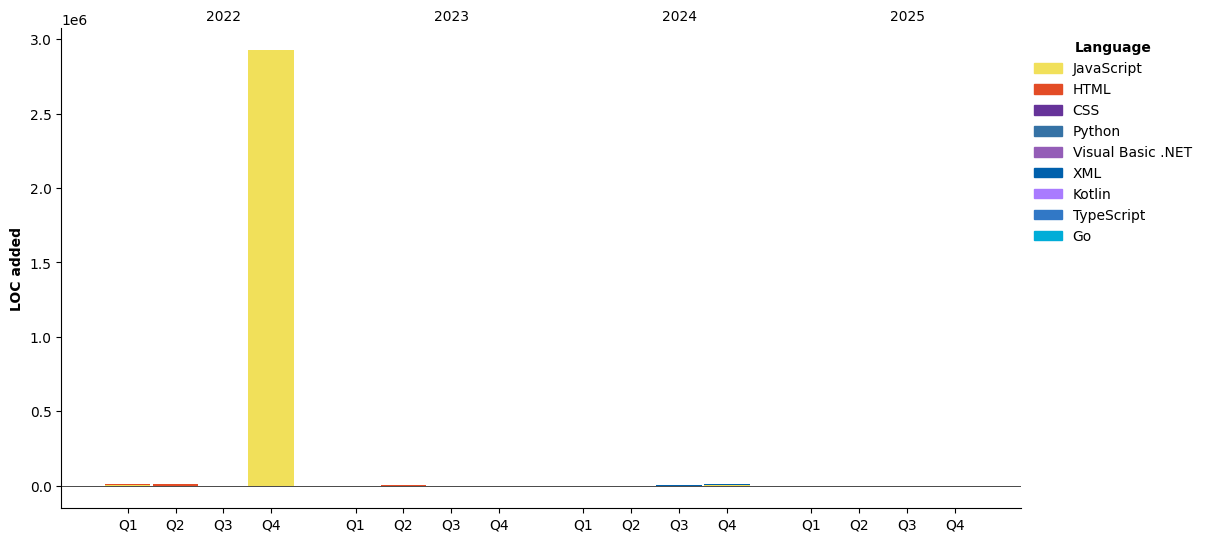 1e6
2022 2023 2024 2025
3.0
2.5
2.0
1.5
1.0
0.5
0.0
LOC added
Q1 Q2 Q3 Q4 Q1 Q2 Q3 Q4 Q1 Q2 Q3 Q4 Q1 Q2 Q3 Q4
Language
JavaScript
HTML
CSS
Python
Visual Basic .NET
XML
Kotlin
TypeScript
Go